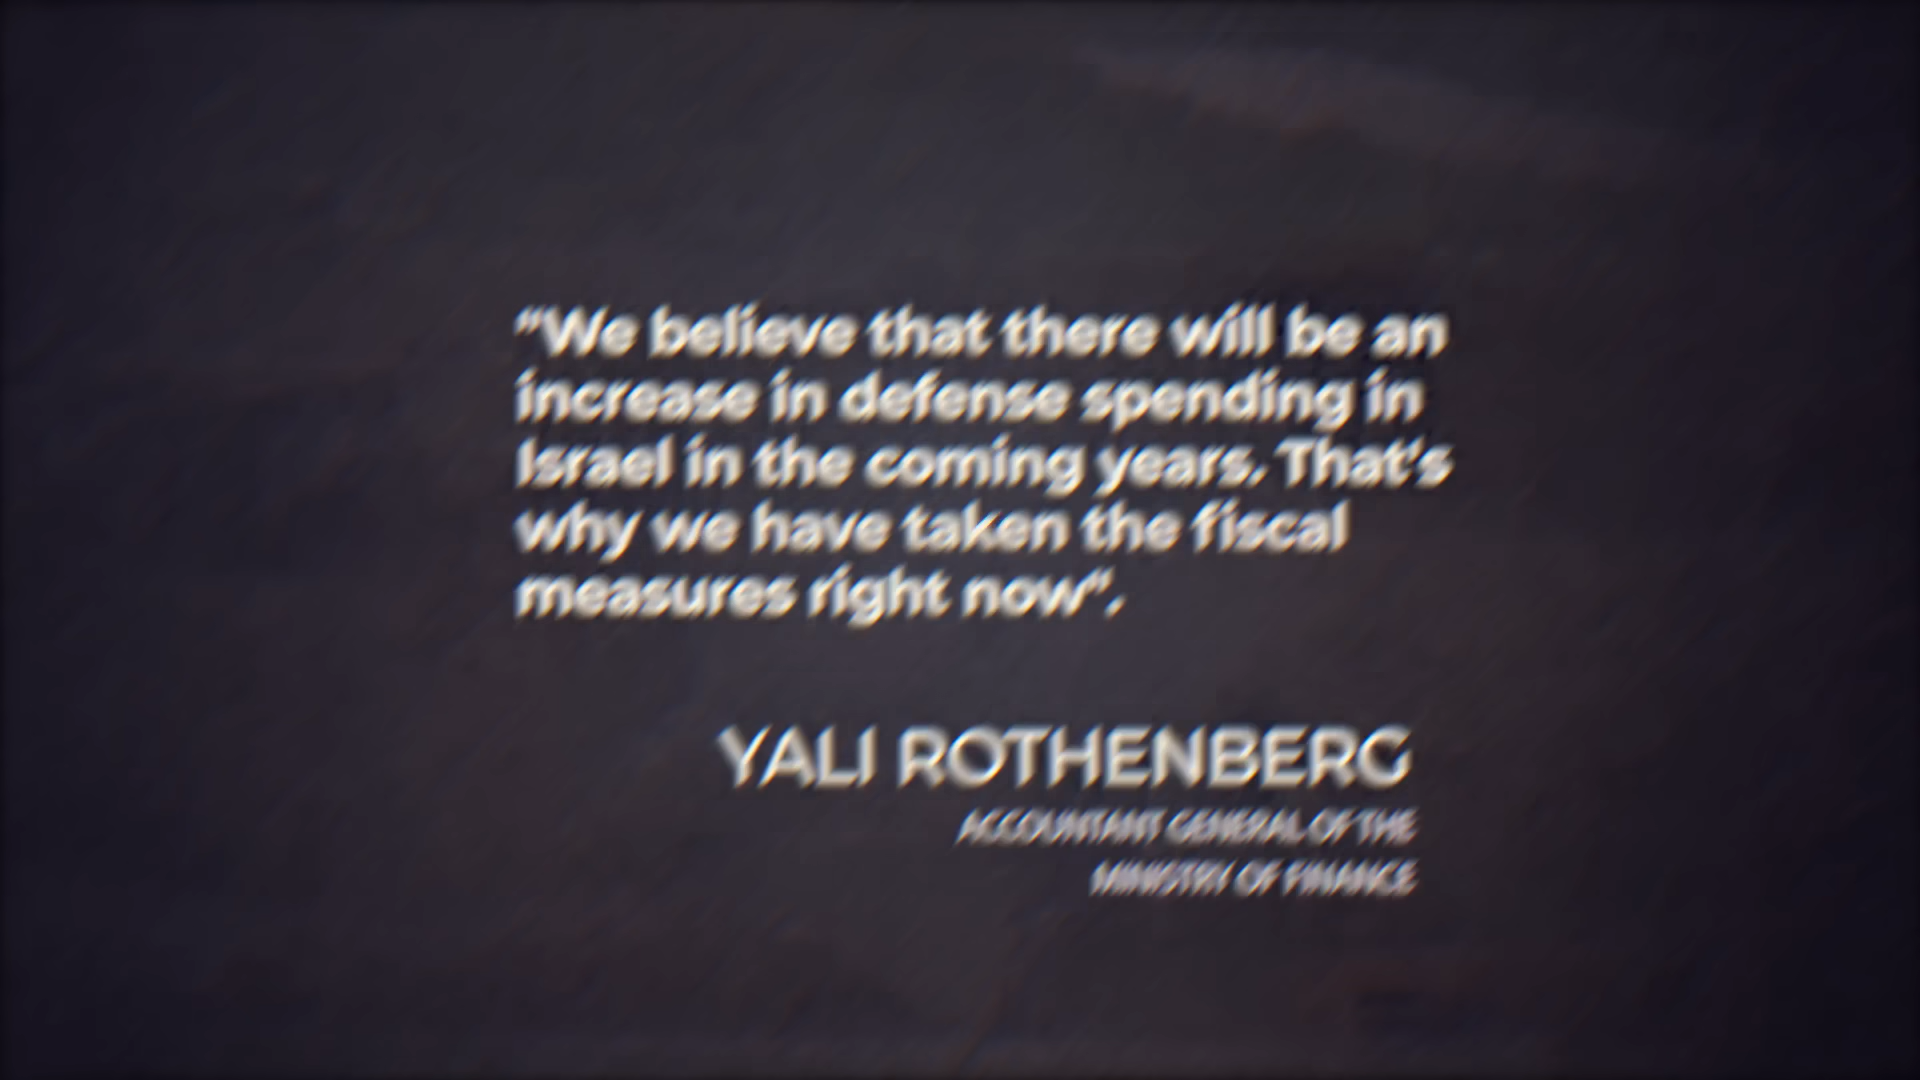 “We believe that there will be an
increase in defense spending in
Israel in the coming years. That’s
why we have taken the fiscal
measures right now”.
YALI ROTHENBERG
ACCOUNTANT GENERAL OF THE
MINISTRY OF FINANCE